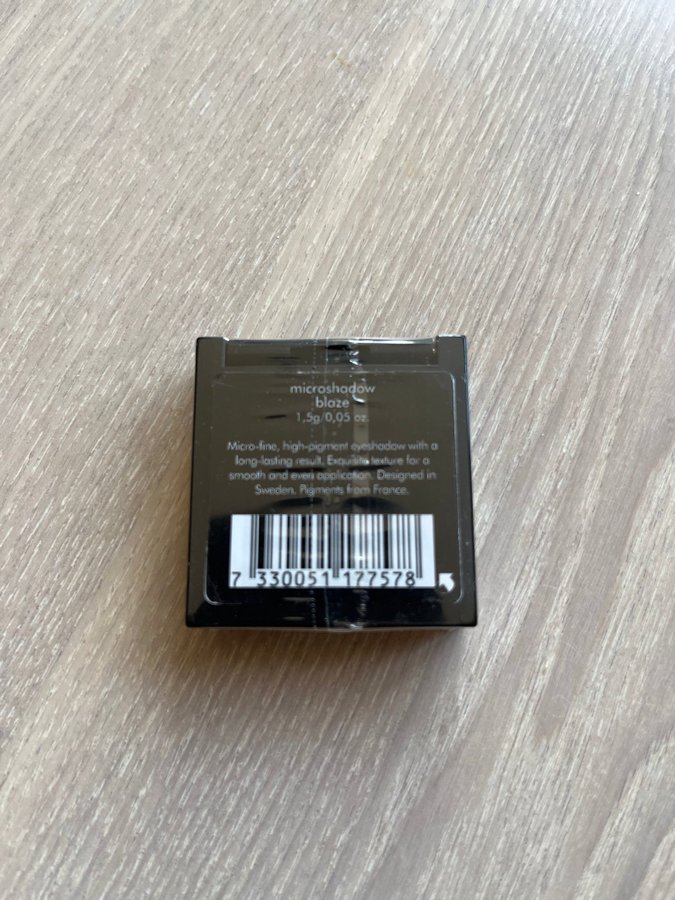 microshadow
blaze
1,5g/0,05 oz.
Micro-fine, high-pigment eyeshadow with a
long-lasting result. Exquisite texture for a
smooth and even application. Designed in
Sweden. Pigments from France.
7 330051 177578